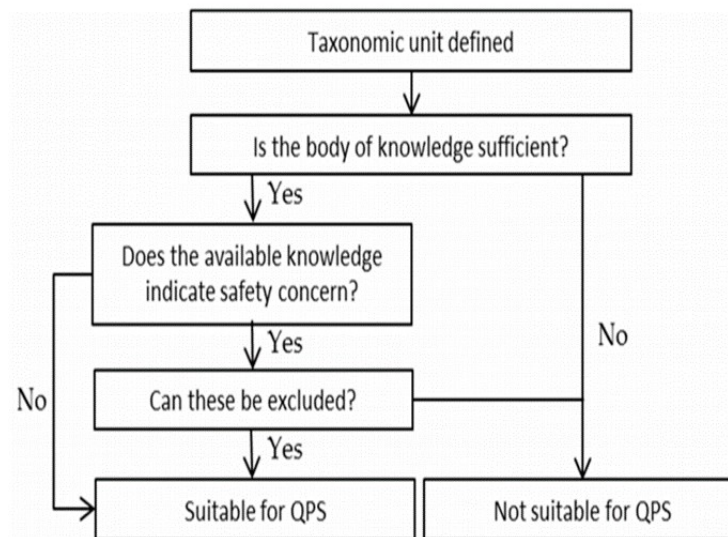 Taxonomic unit defined
Is the body of knowledge sufficient?
Yes
Does the available knowledge
indicate safety concern?
No
Yes
No
Can these be excluded?
Yes
Suitable for QPS
Not suitable for QPS